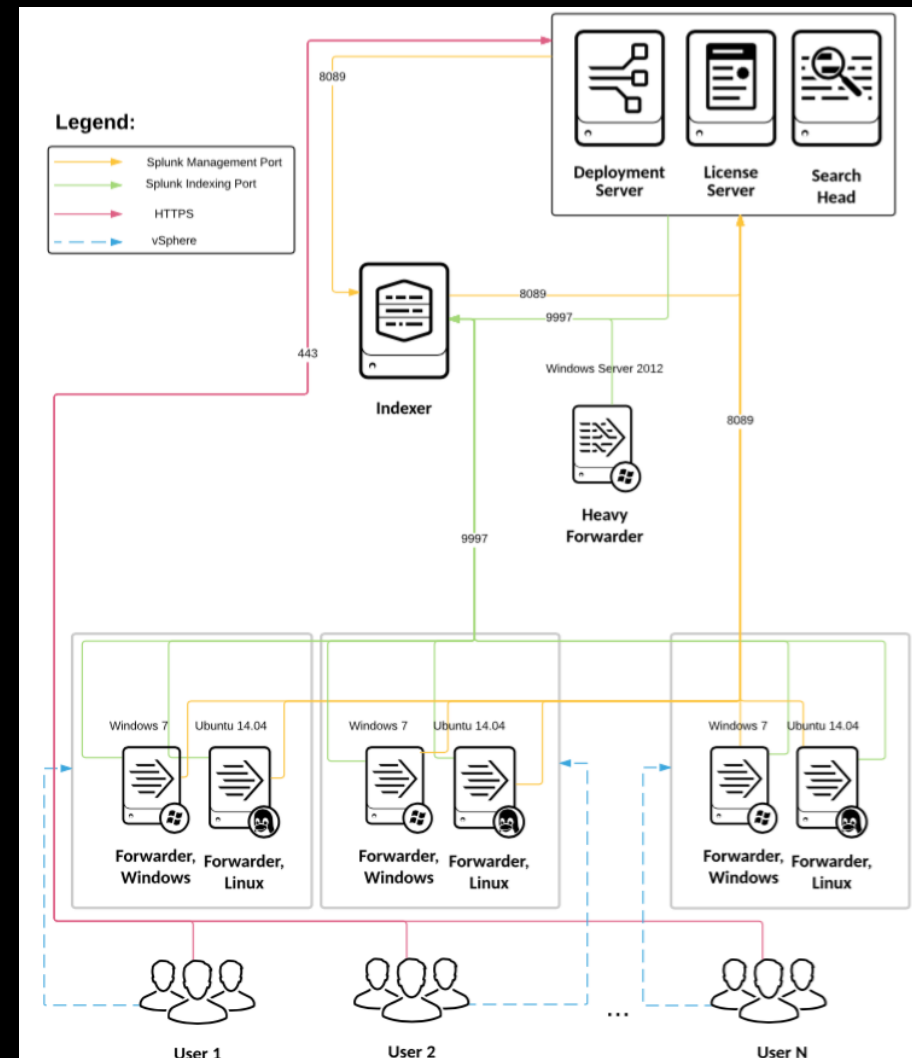 8089
Legend:
Splunk Management Port
Splunk Indexing Port
HTTPS
vSphere
Deployment
Server
License
Server
Search
Head
8089
9997
443
Windows Server 2012
Indexer
8089
Heavy
Forwarder
9997
Windows 7
Ubuntu 14.04
Windows 7
Ubuntu 14.04
Windows 7
Ubuntu 14.04
Forwarder,
Windows
Forwarder,
Linux
Forwarder,
Windows
Forwarder,
Linux
Forwarder,
Windows
Forwarder,
Linux
...
User 1
User 2
User N